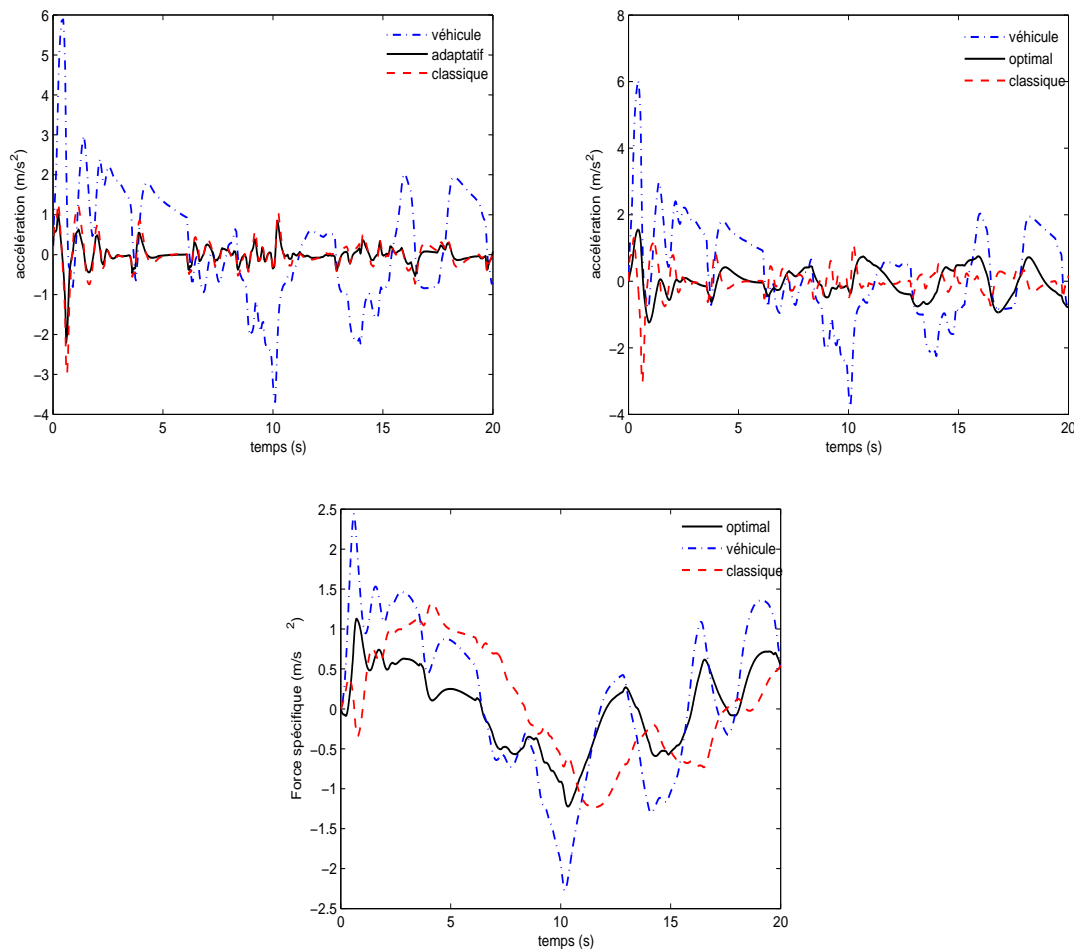 6
5
4
3
2
1
0
−1
−2
−3
−4
0
5
10
15
20
temps (s)
accélération (m/s²)
véhicule
adaptatif
classique
8
6
4
2
0
−2
−4
0
5
10
15
20
temps (s)
accélération (m/s²)
véhicule
optimal
classique
2.5
2
1.5
1
0.5
0
−0.5
−1
−1.5
−2
−2.5
0
5
10
15
20
temps (s)
Force spécifique (m/s 2)
optimal
véhicule
classique